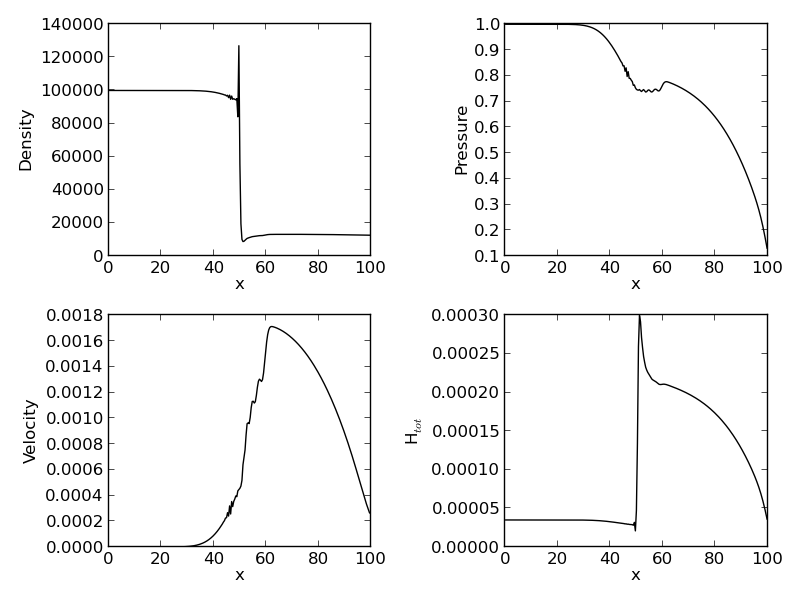 140000
120000
100000
80000
60000
40000
20000
0
Density
0 20 40 60 80 100
x
1.0
0.9
0.8
0.7
0.6
0.5
0.4
0.3
0.2
0.1
Pressure
0 20 40 60 80 100
x
0.0018
0.0016
0.0014
0.0012
0.0010
0.0008
0.0006
0.0004
0.0002
0.0000
Velocity
0 20 40 60 80 100
x
0.00030
0.00025
0.00020
0.00015
0.00010
0.00005
0.00000
H_tot
0 20 40 60 80 100
x